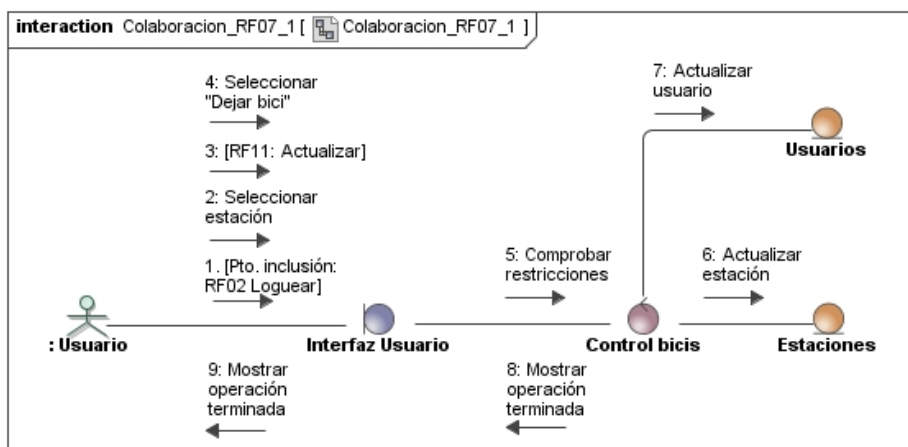 interaction Colaboracion_RF07_1 [ Colaboracion_RF07_1 ]
4: Seleccionar
"Dejar bici"
3: [RF11: Actualizar]
2: Seleccionar
estación
1. [Pto. inclusión:
RF02 Loguear]
7: Actualizar
usuario
Usuarios
5: Comprobar
restricciones
6: Actualizar
estación
: Usuario
Interfaz Usuario
Control bicis
Estaciones
9: Mostrar
operación
terminada
8: Mostrar
operación
terminada